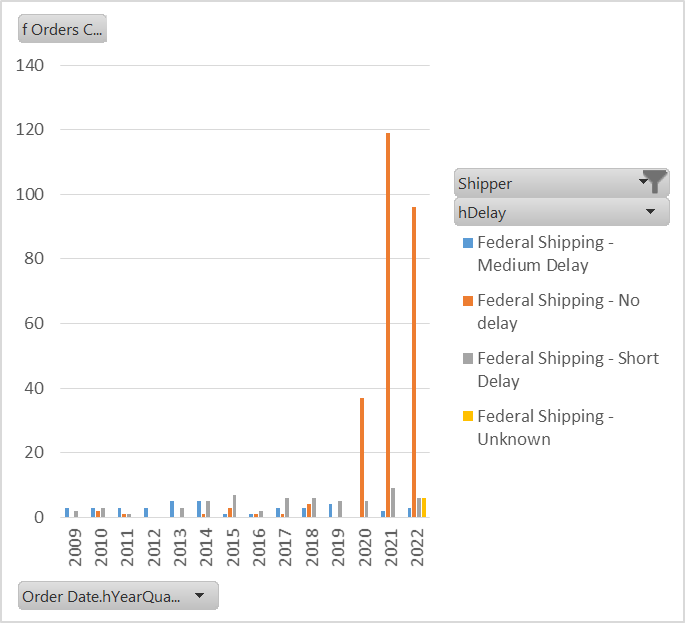 f Orders C...
140
120
100
80
60
40
20
0
2009
2010
2011
2012
2013
2014
2015
2016
2017
2018
2019
2020
2021
2022
Order Date.hYearQua...
Shipper
hDelay
Federal Shipping -
Medium Delay
Federal Shipping - No
delay
Federal Shipping - Short
Delay
Federal Shipping -
Unknown